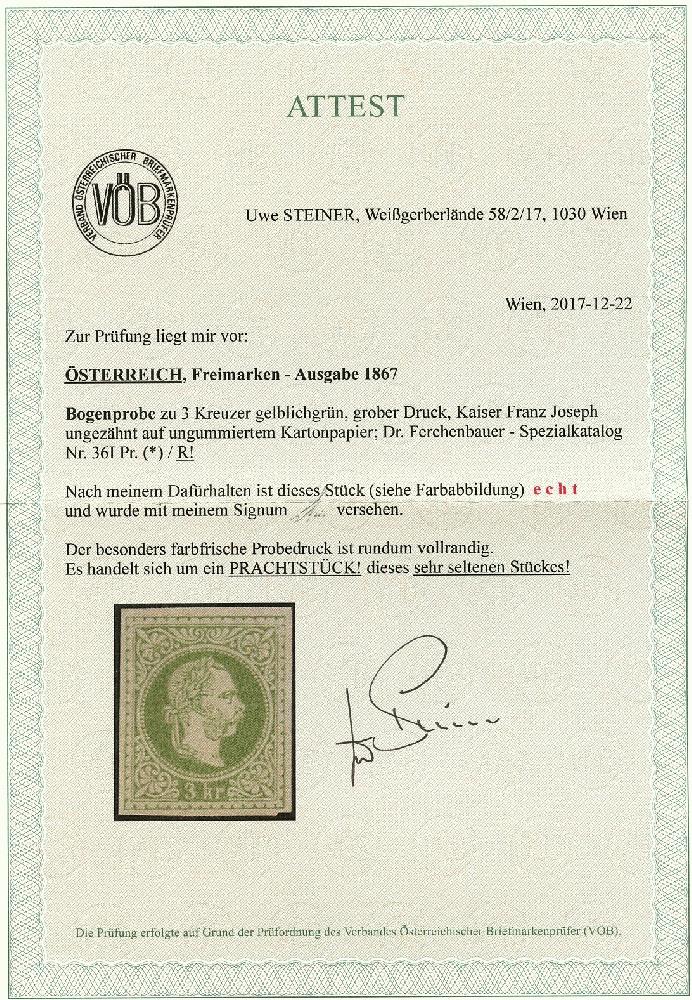 ATTEST
VERBAND ÖSTERREICHISCHER BRIEFMARKENPRÜFER
VÖB
Uwe STEINER, Weißgerberlände 58/2/17, 1030 Wien
Wien, 2017-12-22
Zur Prüfung liegt mir vor:
ÖSTERREICH, Freimarken - Ausgabe 1867
Bogenprobe zu 3 Kreuzer gelblichgrün, grober Druck, Kaiser Franz Joseph
ungezähnt auf ungummiertem Kartonpapier; Dr. Ferchenbauer - Spezialkatalog
Nr. 36I Pr. (*) / R!
Nach meinem Dafürhalten ist dieses Stück (siehe Farbabbildung) echt
und wurde mit meinem Signum versehen.
Der besonders farbfrische Probedruck ist rundum vollrandig.
Es handelt sich um ein PRACHTSTÜCK! dieses sehr seltenen Stückes!
3 kr
Die Prüfung erfolgte auf Grund der Prüfordnung des Verbandes Österreichischer Briefmarkenprüfer (VÖB).